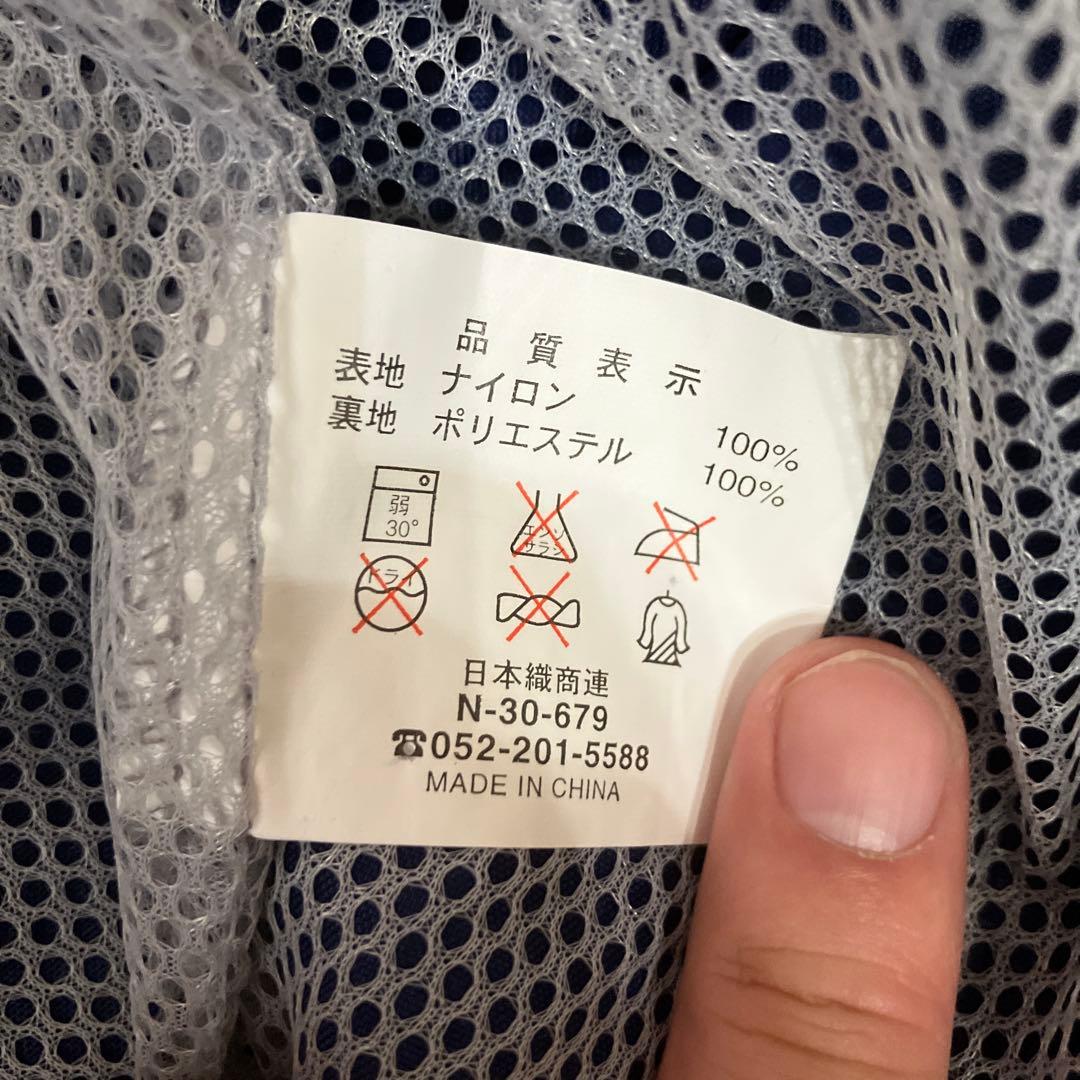 品質表示
表地 ナイロン 100%
裏地 ポリエステル 100%
弱
30°
エンソ
サラシ
ドライ
日本織商連
N-30-679
☎052-201-5588
MADE IN CHINA